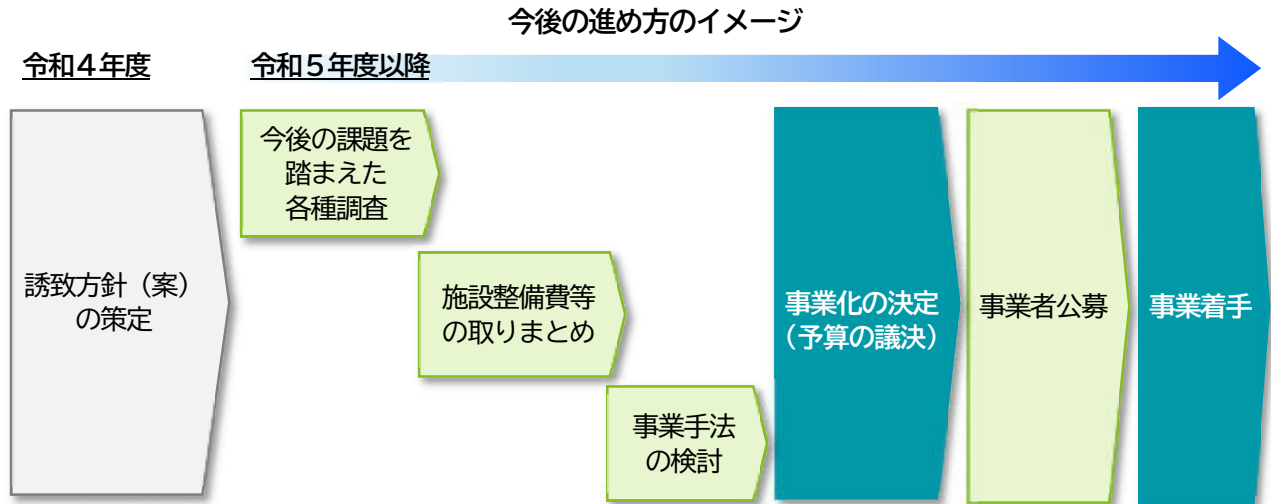 今後の進め方のイメージ
令和４年度
令和５年度以降
誘致方針（案）
の策定
今後の課題を
踏まえた
各種調査
施設整備費等
の取りまとめ
事業手法
の検討
事業化の決定
（予算の議決）
事業者公募
事業着手